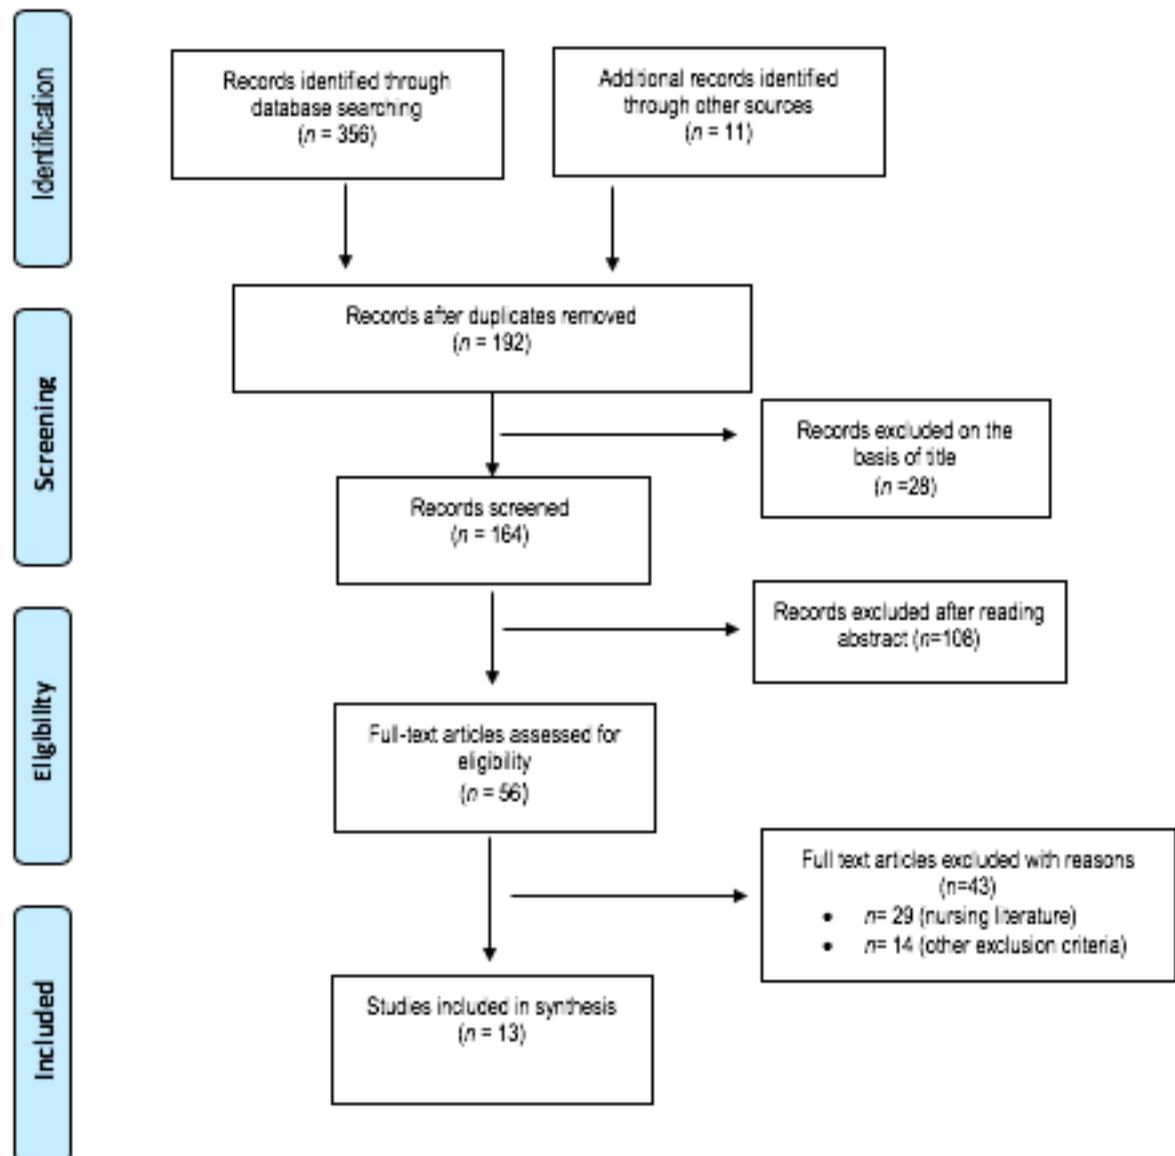 Identification
Records identified through
database searching
(n = 356)
Additional records identified
through other sources
(n = 11)
Records after duplicates removed
(n = 192)
Screening
Records excluded on the
basis of title
(n =28)
Records screened
(n = 164)
Records excluded after reading
abstract (n=108)
Eligibility
Full-text articles assessed for
eligibility
(n = 56)
Full text articles excluded with reasons
(n=43)
• n= 29 (nursing literature)
• n= 14 (other exclusion criteria)
Included
Studies included in synthesis
(n = 13)